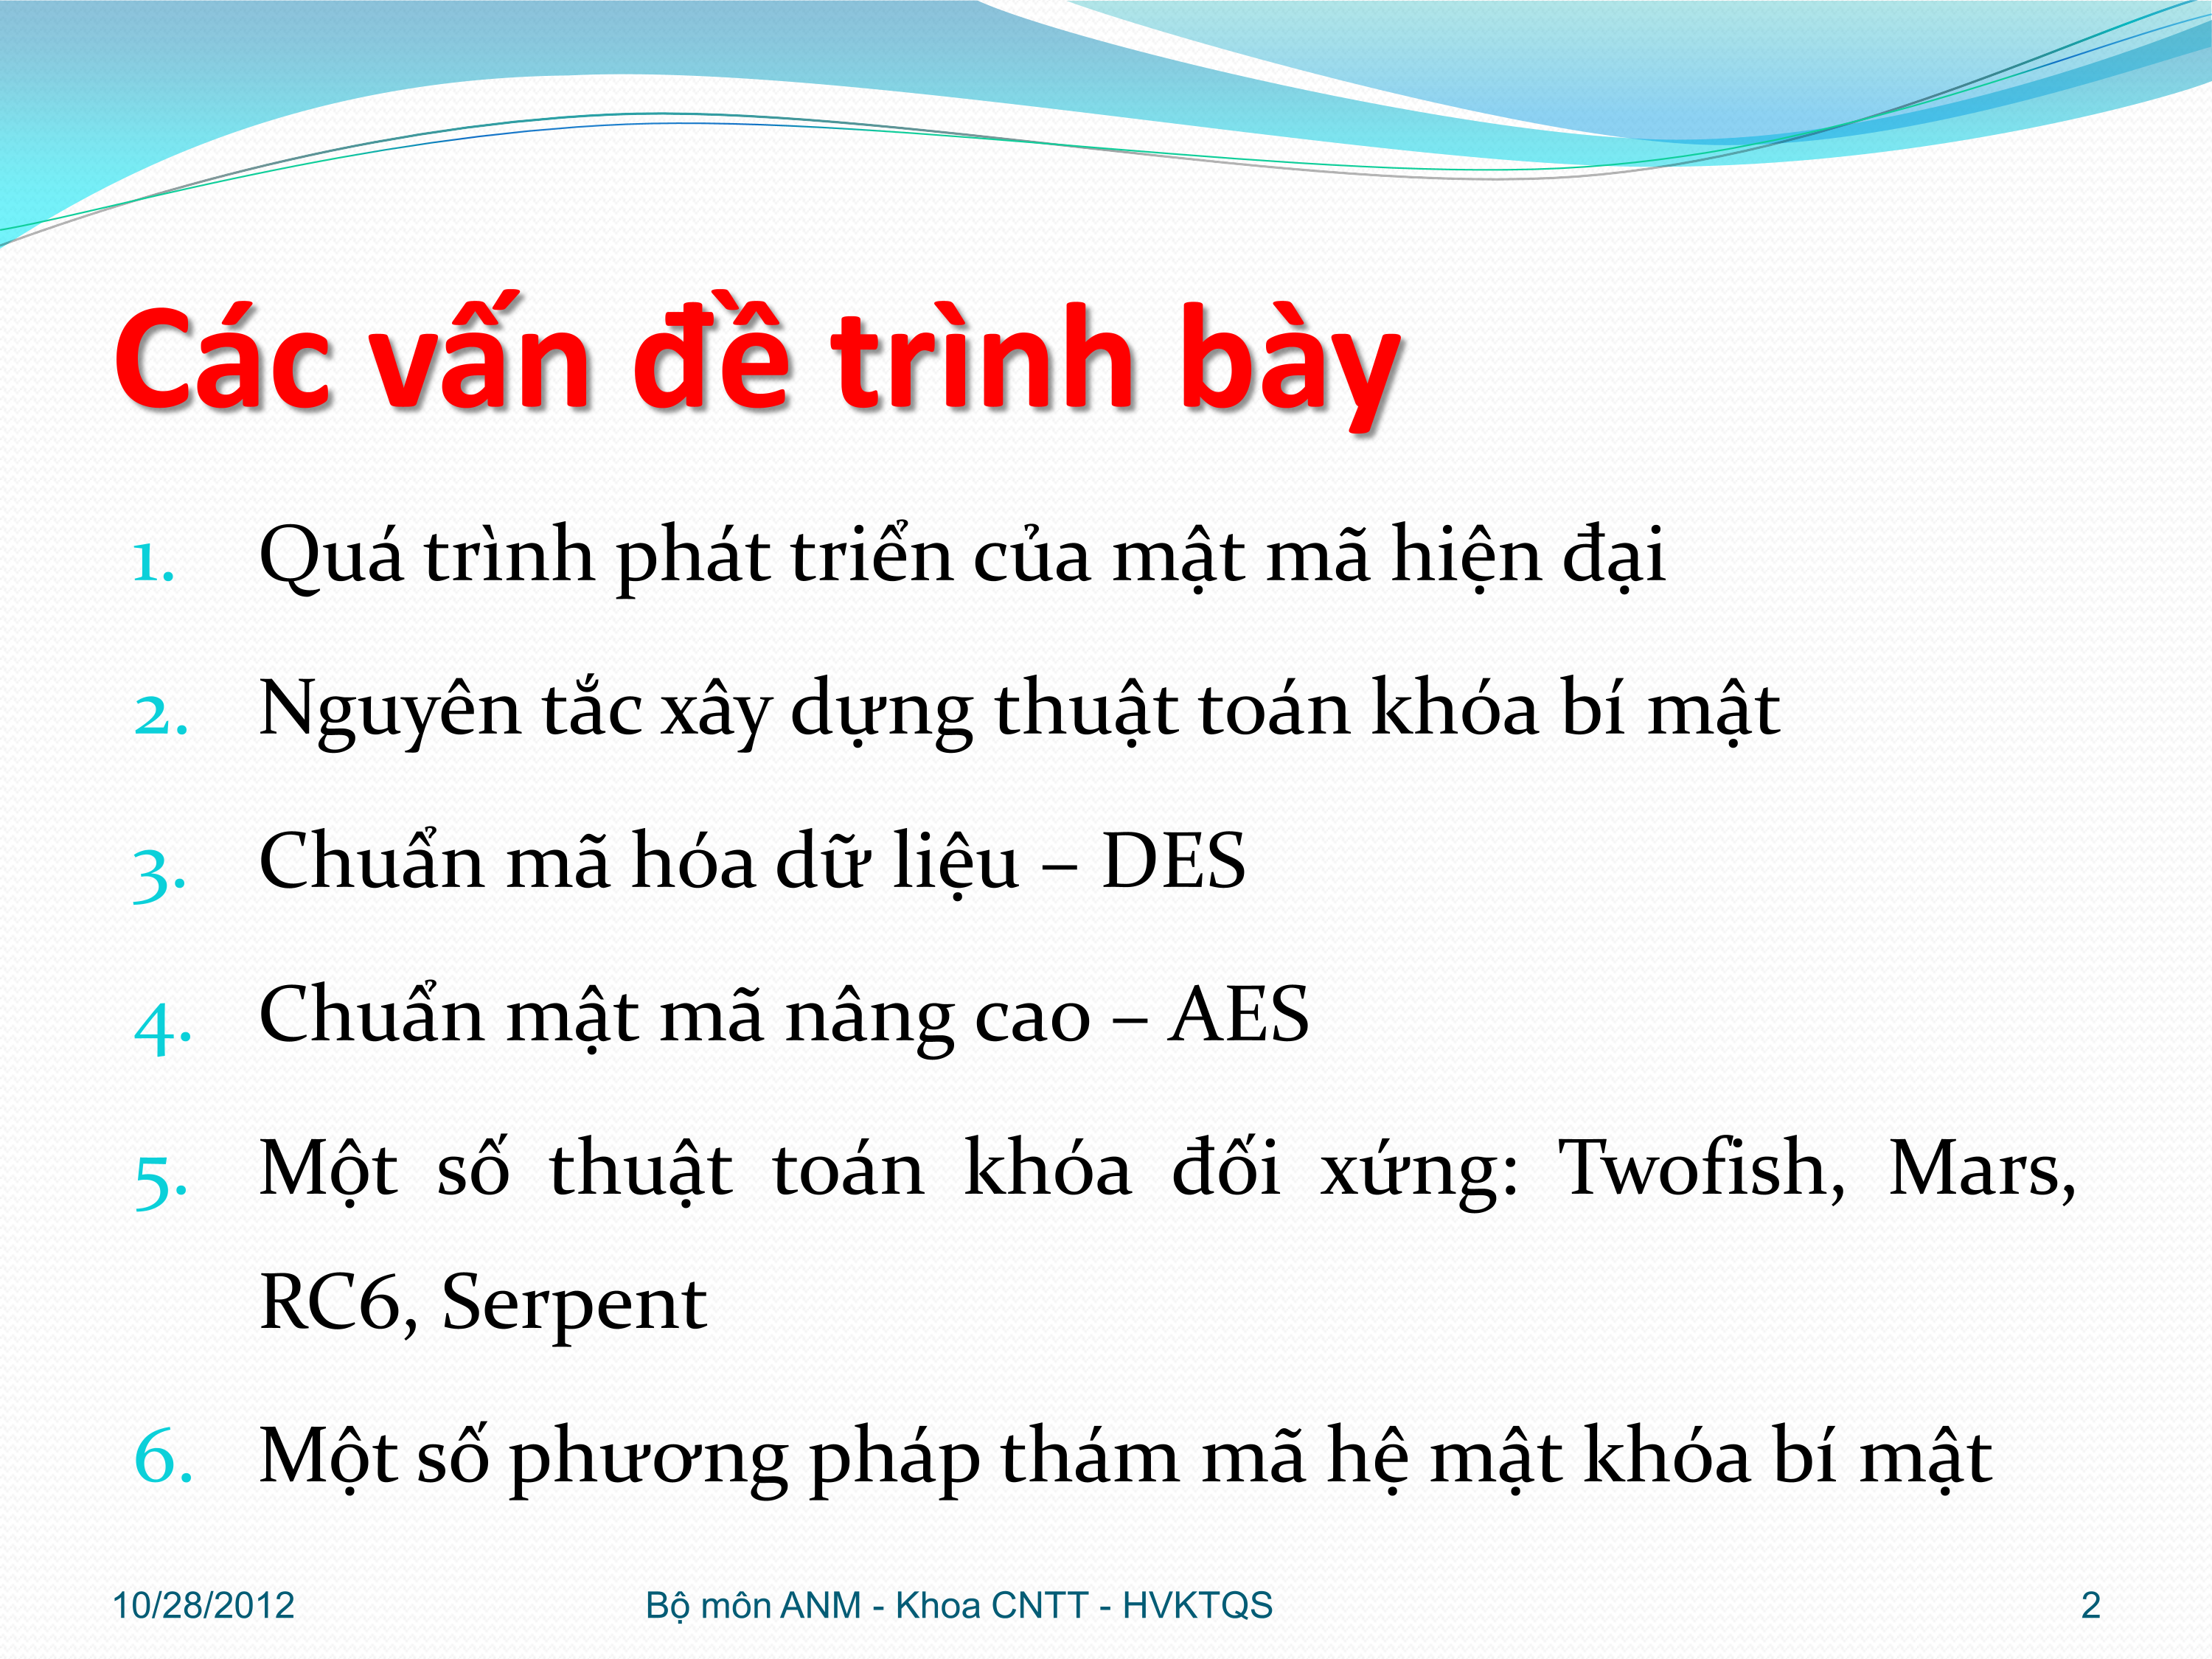 Các vấn đề trình bày
1. Quá trình phát triển của mật mã hiện đại
2. Nguyên tắc xây dựng thuật toán khóa bí mật
3. Chuẩn mã hóa dữ liệu – DES
4. Chuẩn mật mã nâng cao – AES
5. Một số thuật toán khóa đối xứng: Twofish, Mars,
RC6, Serpent
6. Một số phương pháp thám mã hệ mật khóa bí mật
10/28/2012 Bộ môn ANM - Khoa CNTT - HVKTQS 2